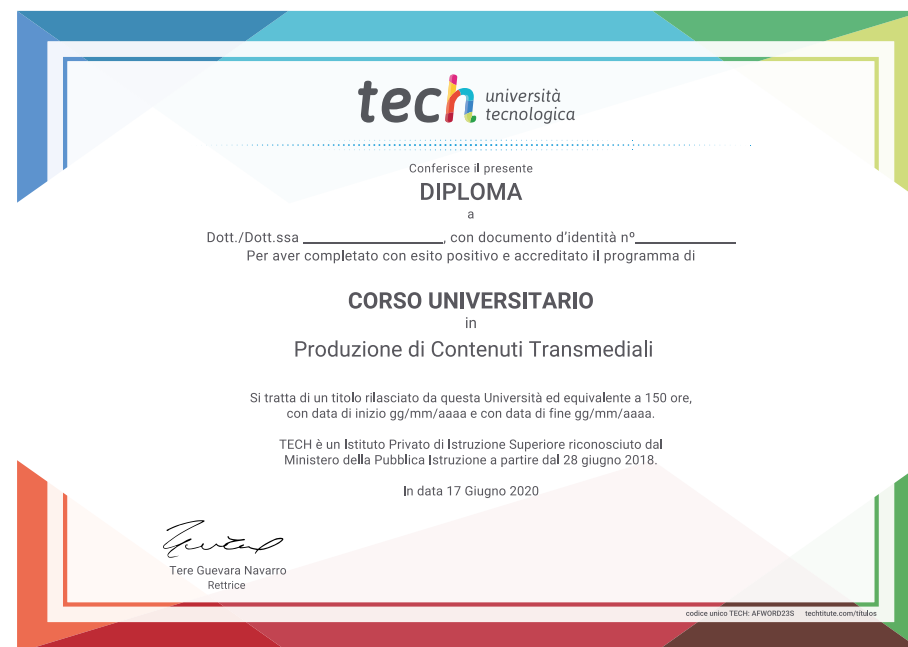 tech università
tecnologica
Conferisce il presente
DIPLOMA
a
Dott./Dott.ssa ____________________, con documento d’identità nº______________
Per aver completato con esito positivo e accreditato il programma di
CORSO UNIVERSITARIO
in
Produzione di Contenuti Transmediali
Si tratta di un titolo rilasciato da questa Università ed equivalente a 150 ore,
con data di inizio gg/mm/aaaa e con data di fine gg/mm/aaaa.
TECH è un Istituto Privato di Istruzione Superiore riconosciuto dal
Ministero della Pubblica Istruzione a partire dal 28 giugno 2018.
In data 17 Giugno 2020
Tere Guevara Navarro
Rettrice
codice unico TECH: AFWORD23S techtitute.com/títulos